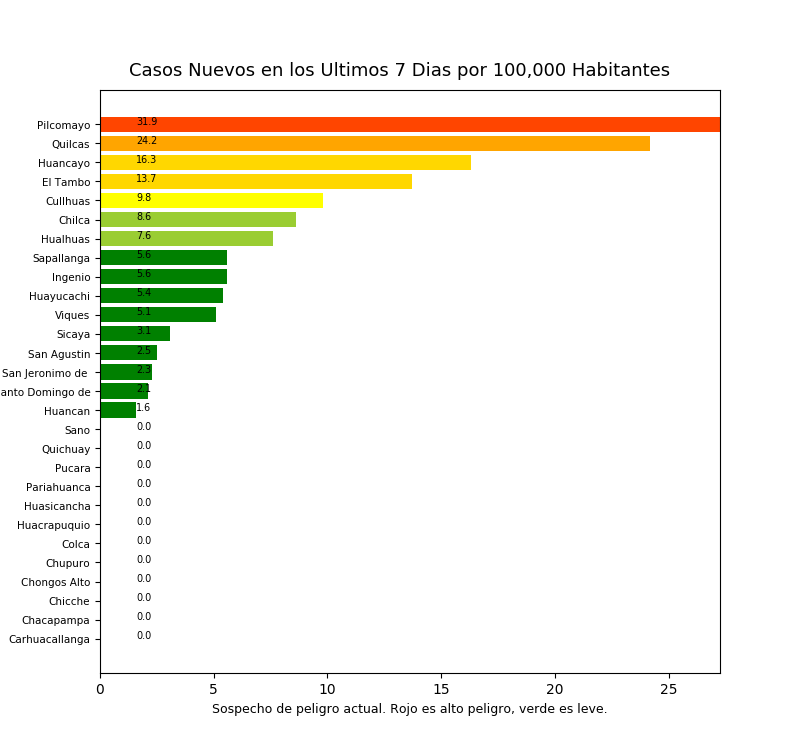 Casos Nuevos en los Ultimos 7 Dias por 100,000 Habitantes
Pilcomayo 31.9
Quilcas 24.2
Huancayo 16.3
El Tambo 13.7
Cullhuas 9.8
Chilca 8.6
Hualhuas 7.6
Sapallanga 5.6
Ingenio 5.6
Huayucachi 5.4
Viques 5.1
Sicaya 3.1
San Agustin 2.5
San Jeronimo de 2.3
anto Domingo de 2.1
Huancan 1.6
Sano 0.0
Quichuay 0.0
Pucara 0.0
Pariahuanca 0.0
Huasicancha 0.0
Huacrapuquio 0.0
Colca 0.0
Chupuro 0.0
Chongos Alto 0.0
Chicche 0.0
Chacapampa 0.0
Carhuacallanga 0.0
0 5 10 15 20 25
Sospecho de peligro actual. Rojo es alto peligro, verde es leve.